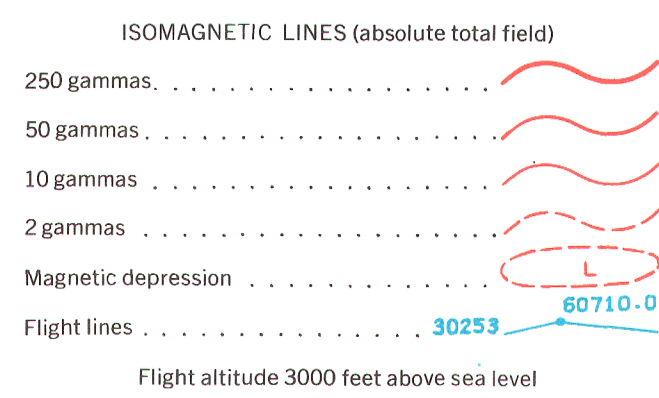 ISOMAGNETIC LINES (absolute total field)
250 gammas. . . . . . . . . . . . . . . . . .
50 gammas . . . . . . . . . . . . . . . . . . .
10 gammas . . . . . . . . . . . . . . . . . .
2 gammas . . . . . . . . . . . . . . . . . . .
Magnetic depression . . . . . . . . . . . . . L
60710.0
Flight lines . . . . . . . . . . . . . . . 30253
Flight altitude 3000 feet above sea level